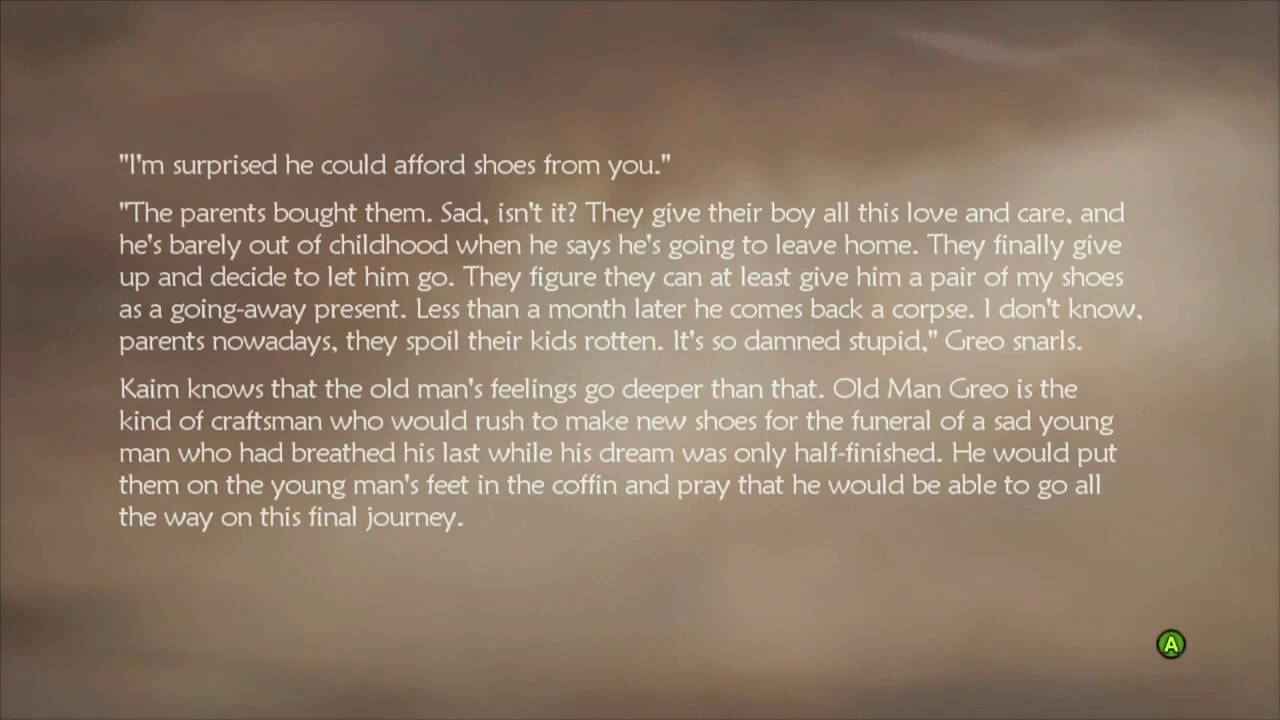 "I'm surprised he could afford shoes from you."
"The parents bought them. Sad, isn't it? They give their boy all this love and care, and
he's barely out of childhood when he says he's going to leave home. They finally give
up and decide to let him go. They figure they can at least give him a pair of my shoes
as a going-away present. Less than a month later he comes back a corpse. I don't know,
parents nowadays, they spoil their kids rotten. It's so damned stupid," Greo snarls.
Kaim knows that the old man's feelings go deeper than that. Old Man Greo is the
kind of craftsman who would rush to make new shoes for the funeral of a sad young
man who had breathed his last while his dream was only half-finished. He would put
them on the young man's feet in the coffin and pray that he would be able to go all
the way on this final journey.
A